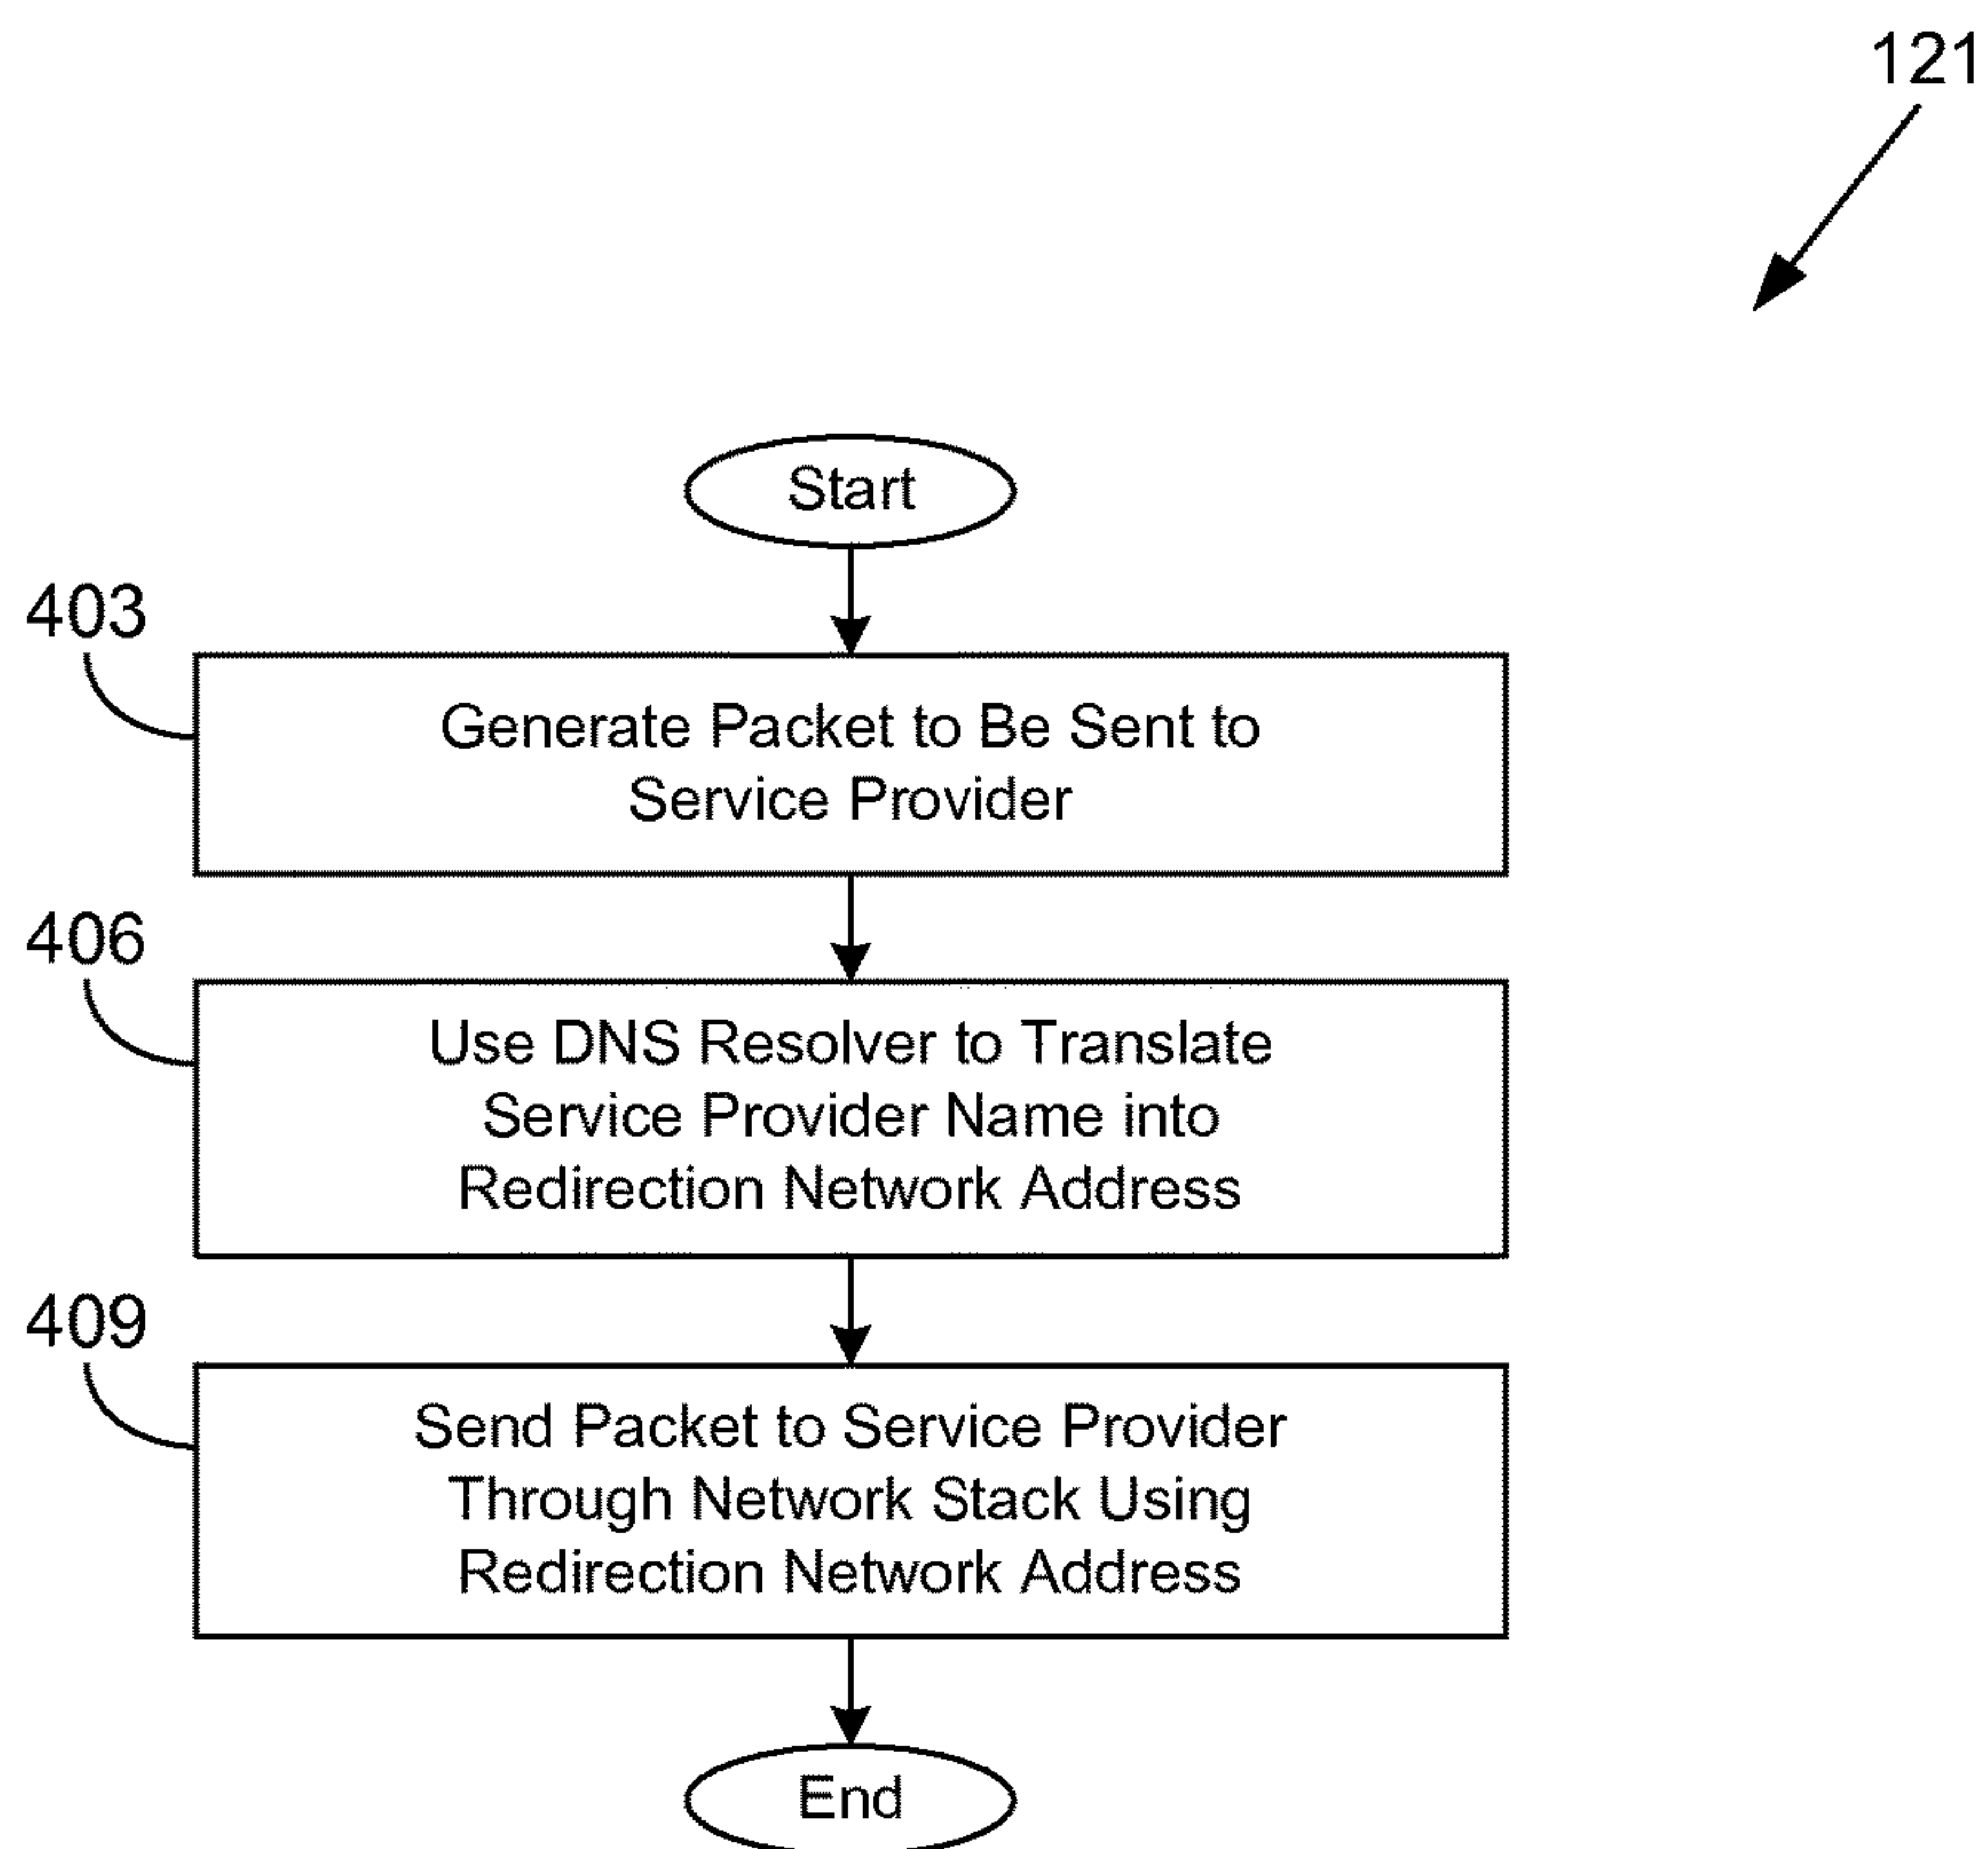 121
Start
403
Generate Packet to Be Sent to
Service Provider
406
Use DNS Resolver to Translate
Service Provider Name into
Redirection Network Address
409
Send Packet to Service Provider
Through Network Stack Using
Redirection Network Address
End